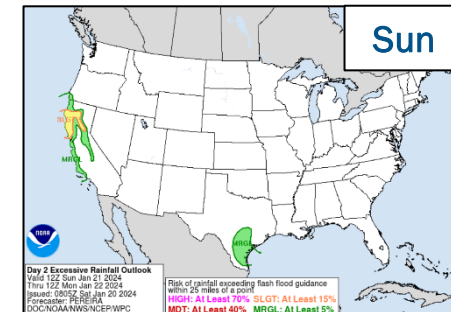 Sun
SLGT
MRGL
MRGL
NOAA
Day 2 Excessive Rainfall Outlook
Valid 12Z Sun Jan 21 2024
Thru 12Z Mon Jan 22 2024
Issued: 0805Z Sat Jan 20 2024
Forecaster: PEREIRA
DOC/NOAA/NWS/NCEP/WPC
Risk of rainfall exceeding flash flood guidance
within 25 miles of a point
HIGH: At Least 70% SLGT: At Least 15%
MDT: At Least 40% MRGL: At Least 5%